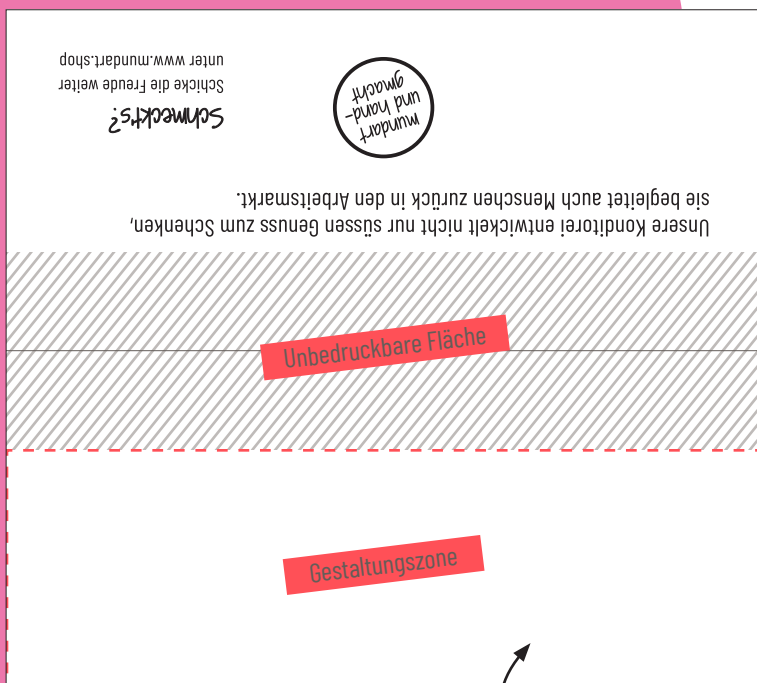 Unsere Konditorei entwickelt nicht nur süssen Genuss zum Schenken,
sie begleitet auch Menschen zurück in den Arbeitsmarkt.
mundart
und hand-
gmacht
Schmeckt's?
Schicke die Freude weiter
unter www.mundart.shop
Unbedruckbare Fläche
Gestaltungszone